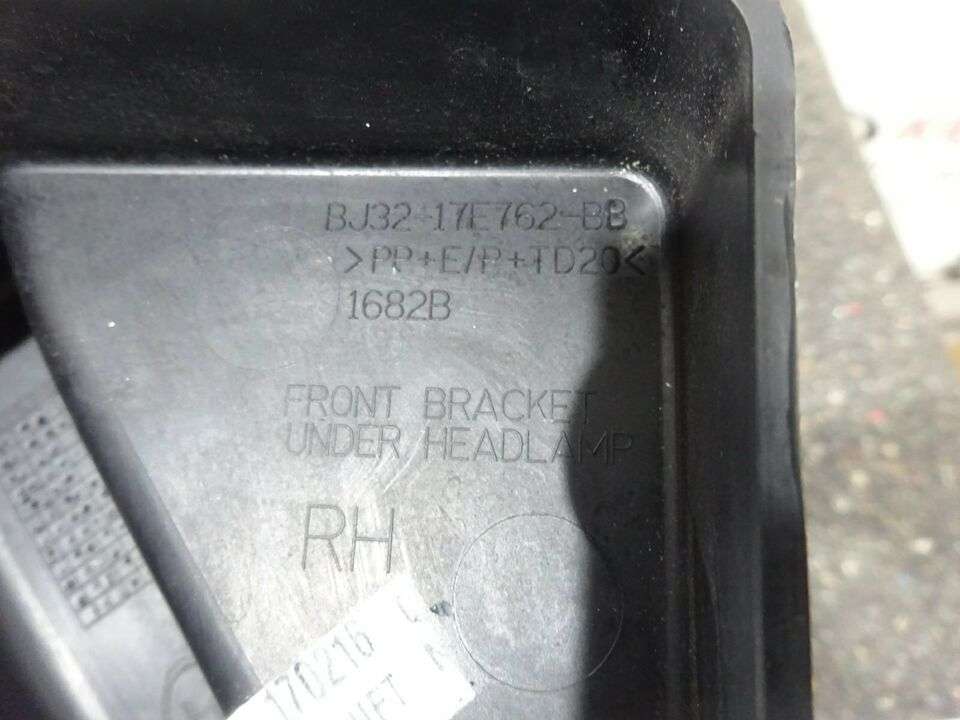 BJ32-17E762-BB
>PP+E/P+TD20<
1682B
FRONT BRACKET
UNDER HEADLAMP
RH
170216